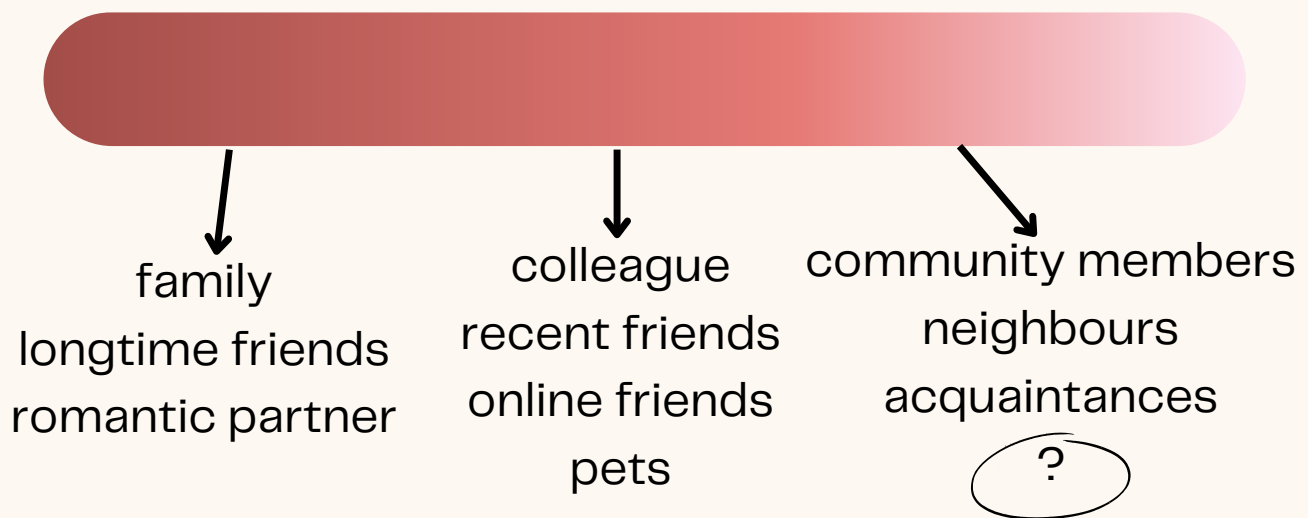 family
longtime friends
romantic partner
colleague
recent friends
online friends
pets
community members
neighbours
acquaintances
?